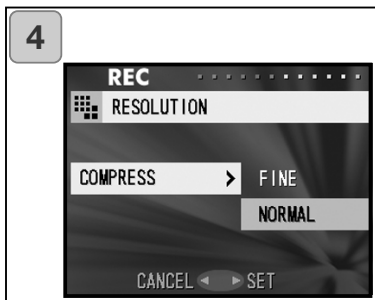 4
REC
RESOLUTION
COMPRESS > FINE
NORMAL
CANCEL ◄ ► SET